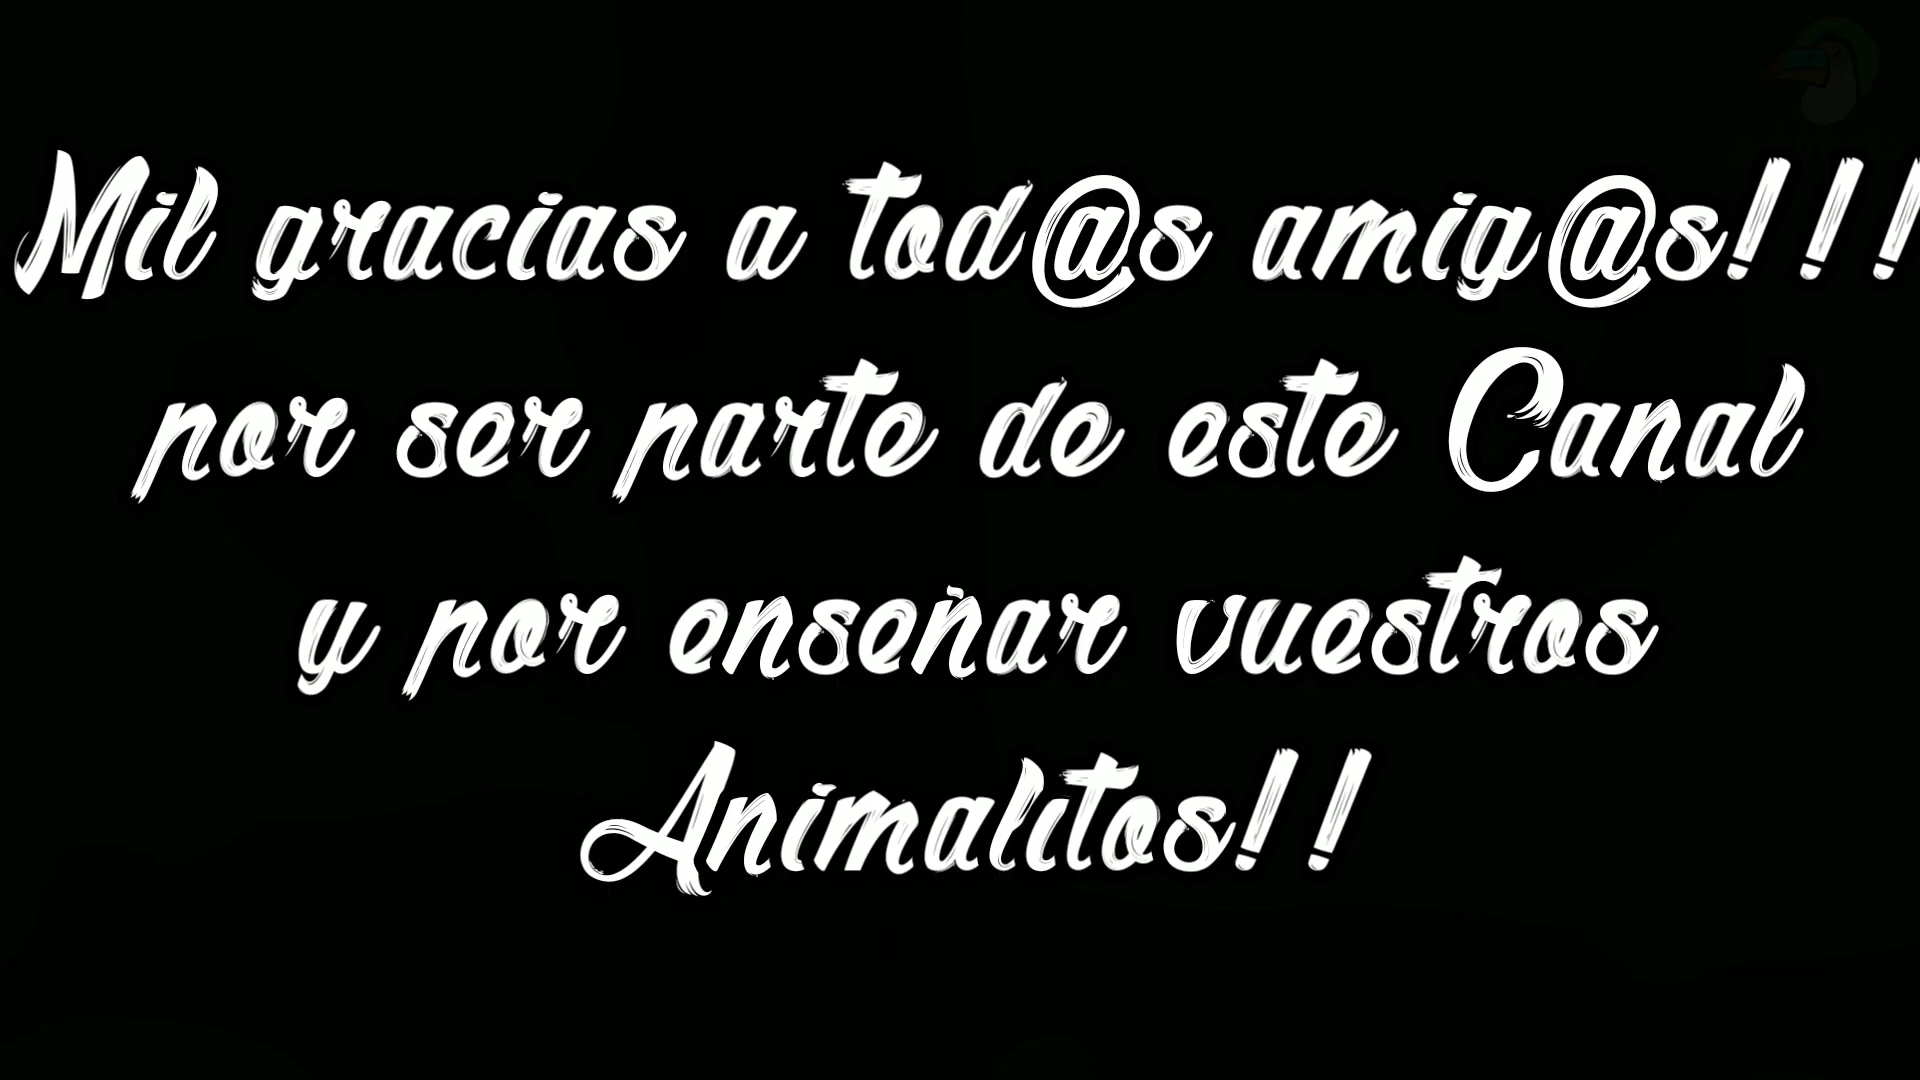 Mil gracias a tod@s amig@s!!!
por ser parte de este Canal
y por enseñar vuestros
Animalitos!!